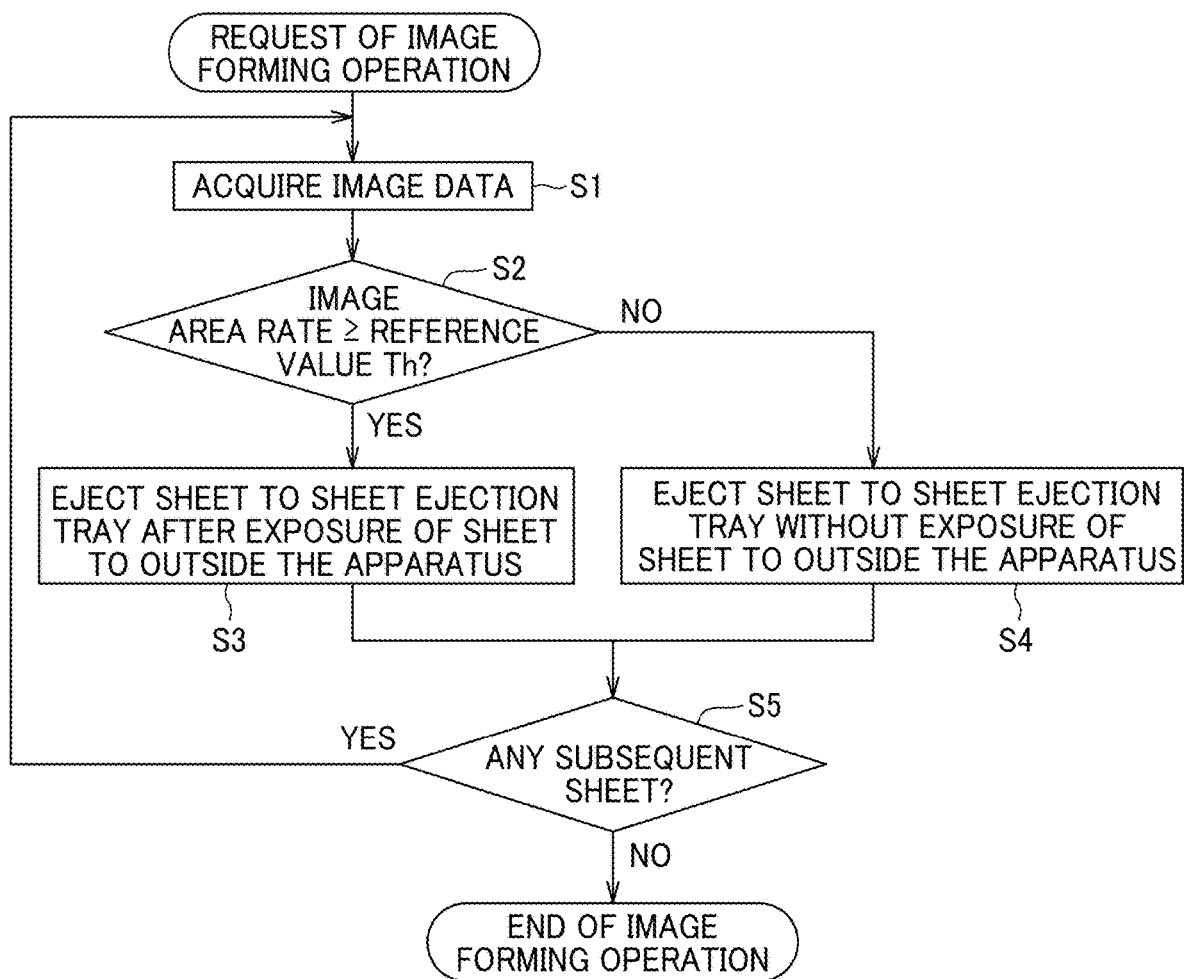 REQUEST OF IMAGE
FORMING OPERATION
ACQUIRE IMAGE DATA
S1
S2
IMAGE
AREA RATE ≧ REFERENCE
VALUE Th?
NO
YES
EJECT SHEET TO SHEET EJECTION
TRAY AFTER EXPOSURE OF SHEET
TO OUTSIDE THE APPARATUS
S3
EJECT SHEET TO SHEET EJECTION
TRAY WITHOUT EXPOSURE OF
SHEET TO OUTSIDE THE APPARATUS
S4
S5
YES
ANY SUBSEQUENT
SHEET?
NO
END OF IMAGE
FORMING OPERATION